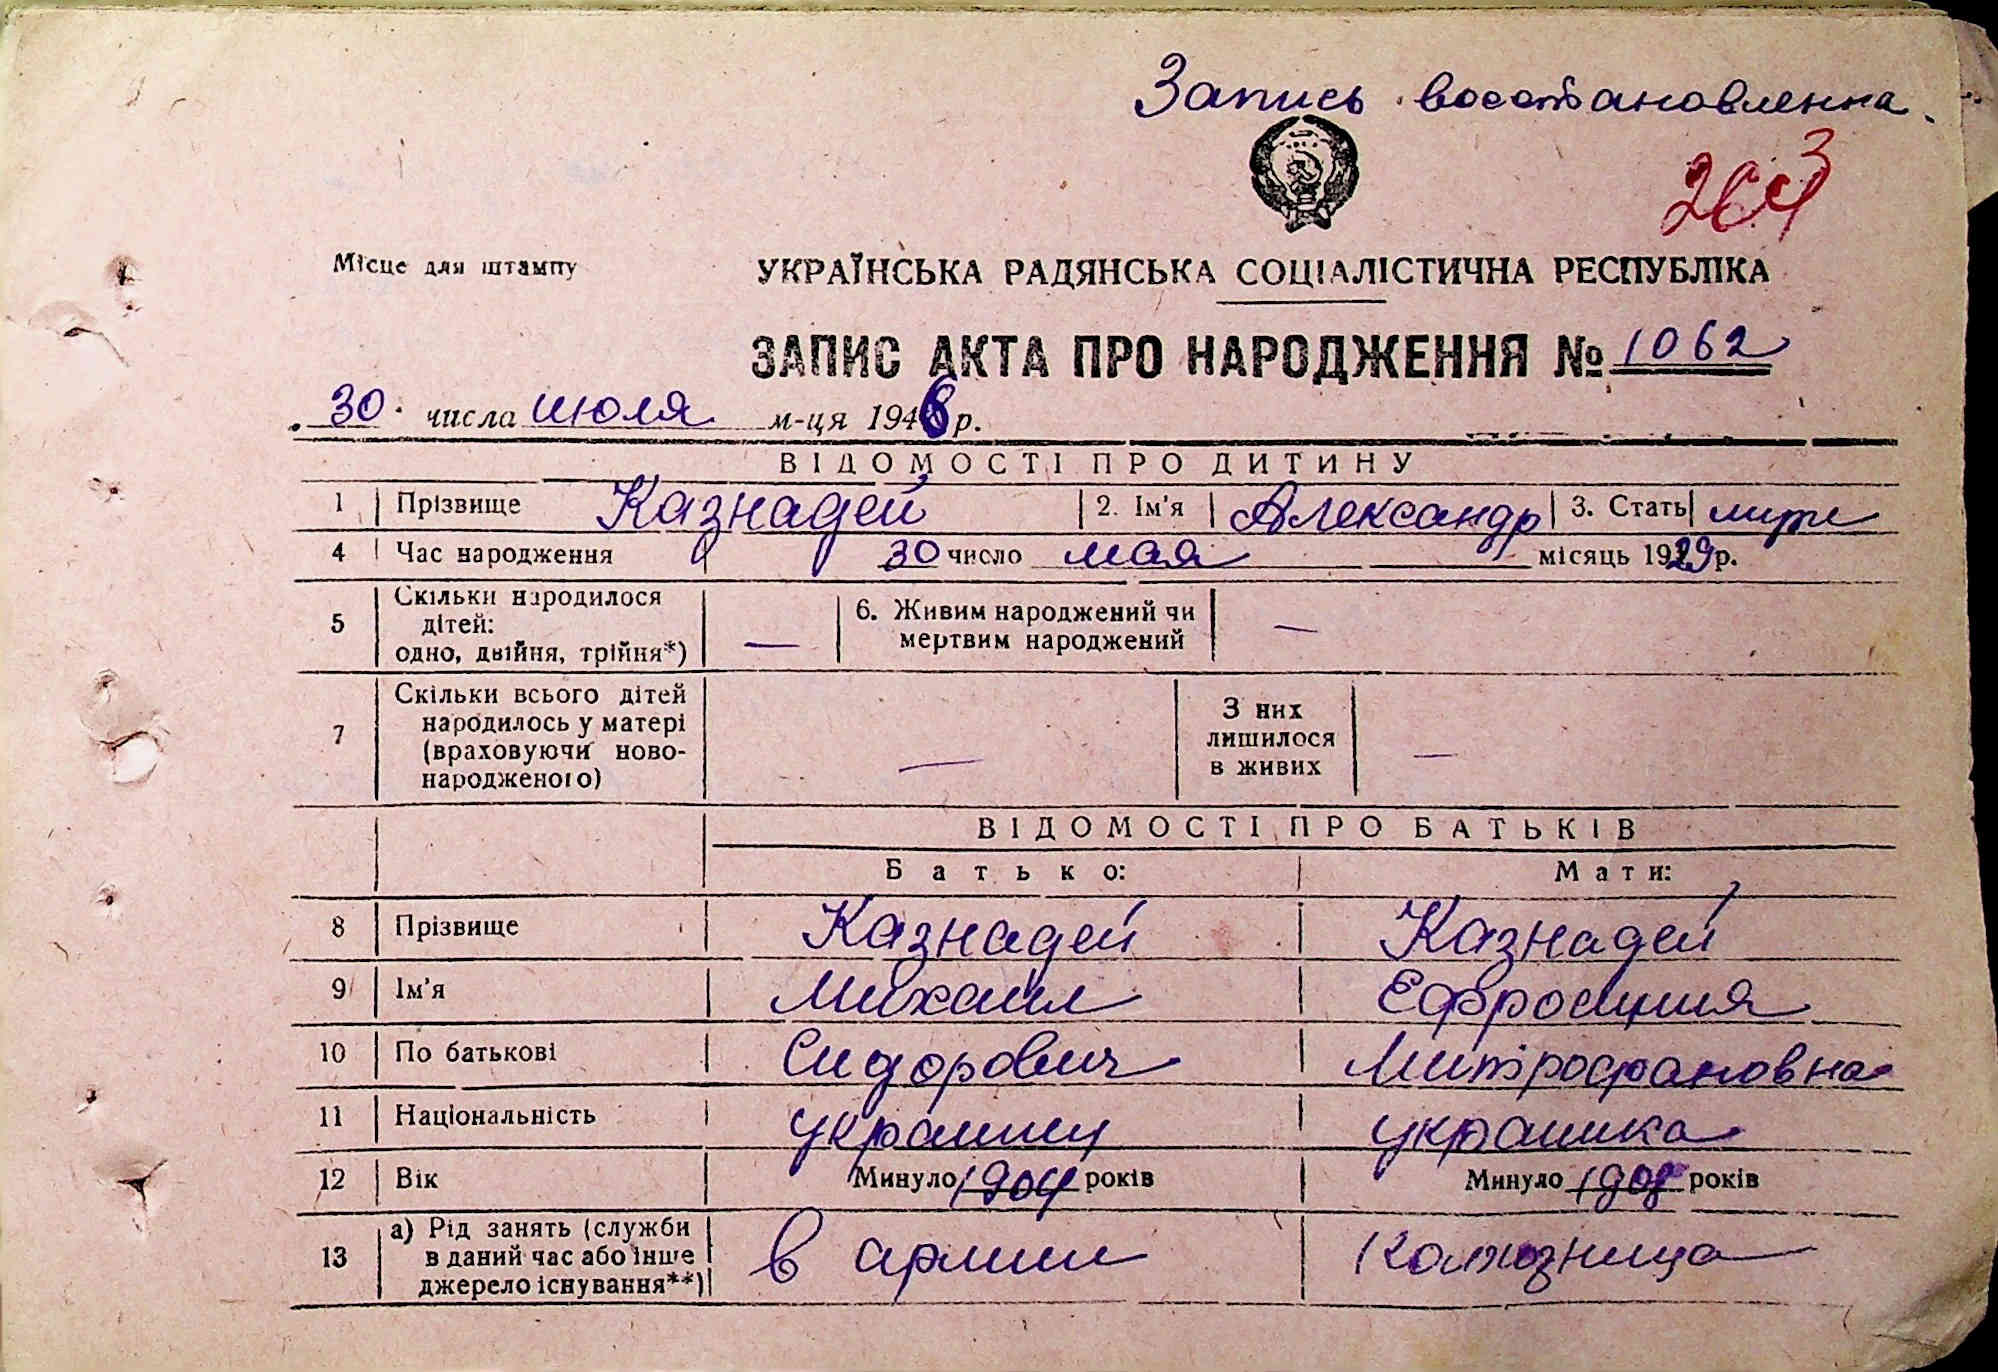 Запись восстановленна.
2643
Місце для штампу
УКРАЇНСЬКА РАДЯНСЬКА СОЦІАЛІСТИЧНА РЕСПУБЛІКА
ЗАПИС АКТА ПРО НАРОДЖЕННЯ № 1062
30 числа июля м-ця 1946 р.
ВІДОМОСТІ ПРО ДИТИНУ
1 Прізвище Казнадей 2. Ім'я Александр 3. Стать муж
4 Час народження 30 число мая місяць 1929 р.
5 Скільки народилося дітей: одно, двійня, трійня*) — 6. Живим народжений чи мертвим народжений —
7 Скільки всього дітей народилось у матері (враховуючи новонародженого) — З них лишилося в живих —
ВІДОМОСТІ ПРО БАТЬКІВ
Батько: Мати:
8 Прізвище Казнадей Казнадей
9 Ім'я Михаил Ефросиния
10 По батькові Сидорович Митрофановна
11 Національність украинец украинка
12 Вік Минуло 1904 років Минуло 1908 років
13 а) Рід занять (служби в даний час або інше джерело існування**) в армии Колхозница